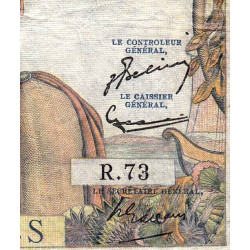 LE CONTROLEUR
GÉNÉRAL,
LE CAISSIER
GÉNÉRAL,
R.73
LE SECRÉTAIRE GÉNÉRAL,
S